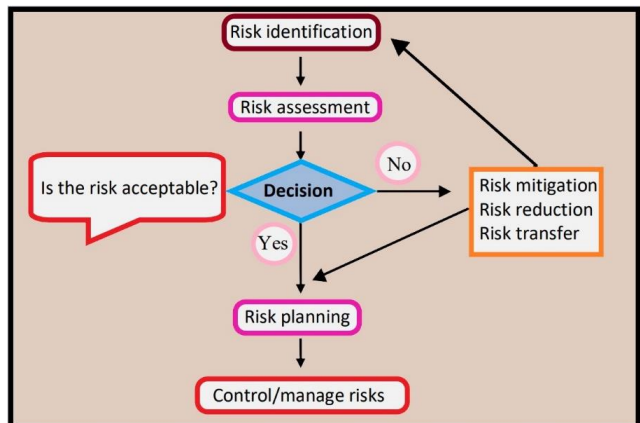 Risk identification
Risk assessment
Is the risk acceptable?
Decision
No
Risk mitigation
Risk reduction
Risk transfer
Yes
Risk planning
Control/manage risks